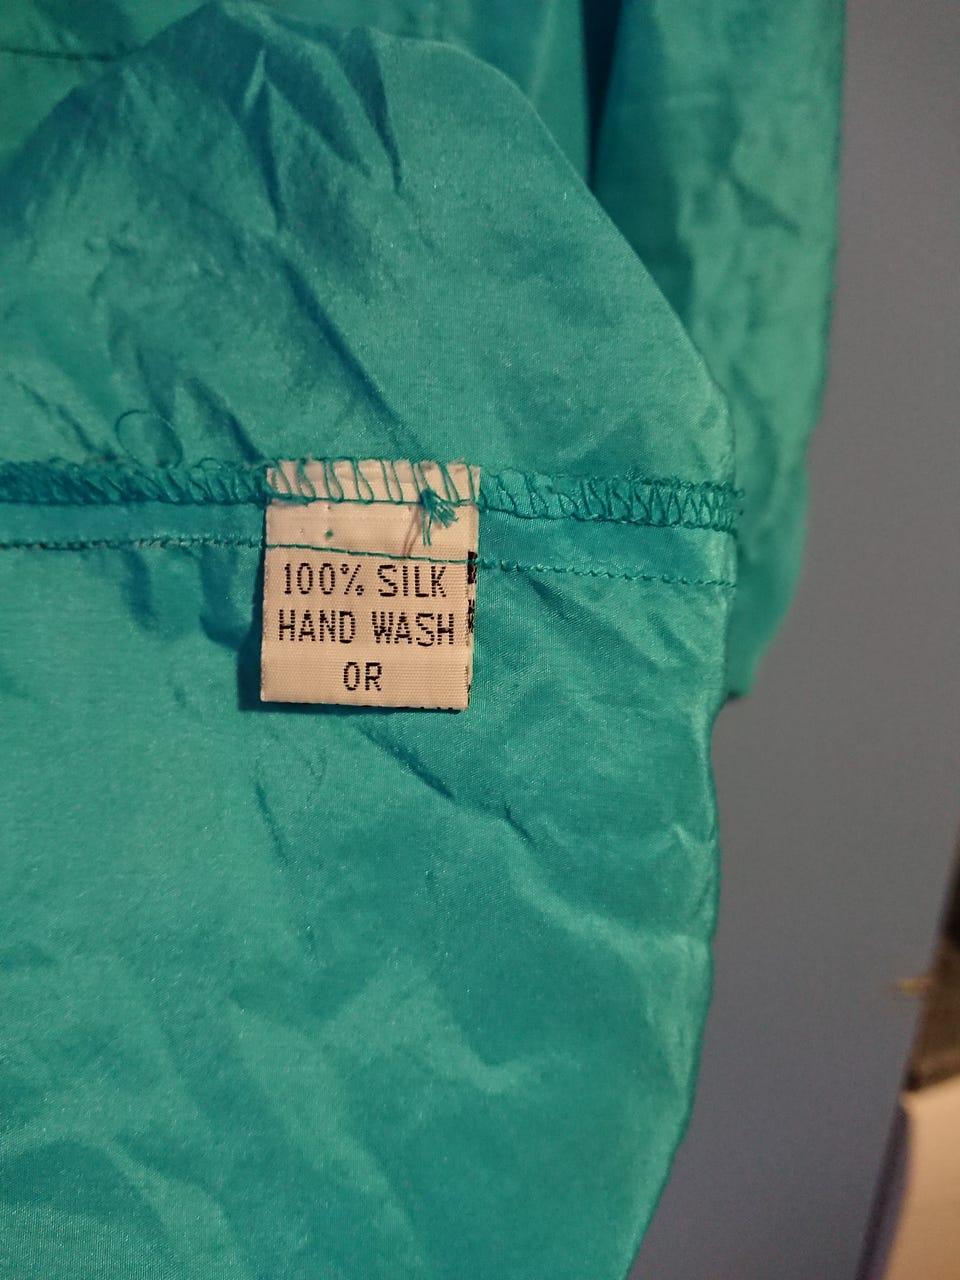 100% SILK
HAND WASH
OR